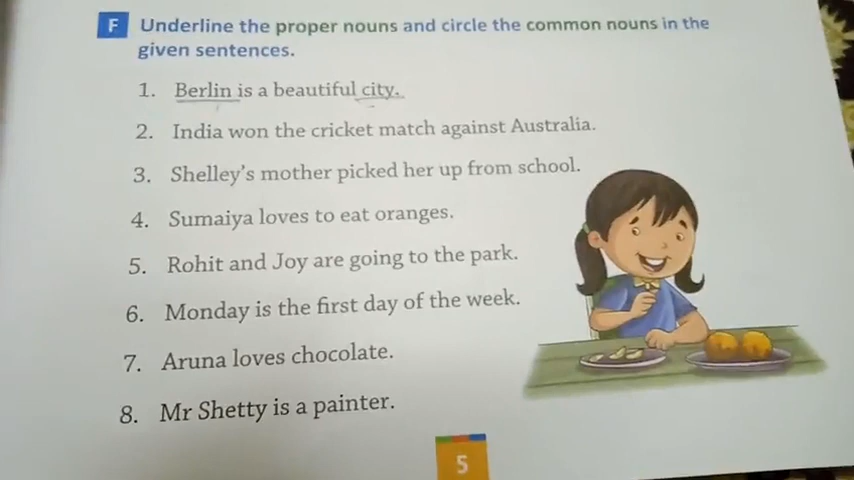 F Underline the proper nouns and circle the common nouns in the
given sentences.
1. Berlin is a beautiful city.
2. India won the cricket match against Australia.
3. Shelley's mother picked her up from school.
4. Sumaiya loves to eat oranges.
5. Rohit and Joy are going to the park.
6. Monday is the first day of the week.
7. Aruna loves chocolate.
8. Mr Shetty is a painter.
5